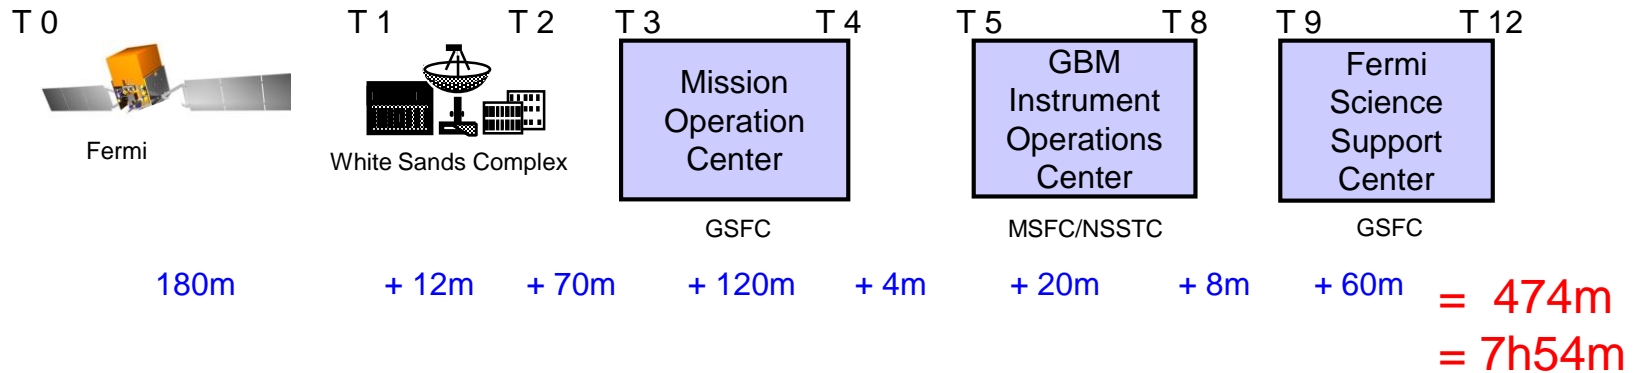 T 0 T 1 T 2 T 3 T 4 T 5 T 8 T 9 T 12
Fermi
White Sands Complex
Mission
Operation
Center
GSFC
GBM
Instrument
Operations
Center
MSFC/NSSTC
Fermi
Science
Support
Center
GSFC
180m + 12m + 70m + 120m + 4m + 20m + 8m + 60m = 474m
= 7h54m